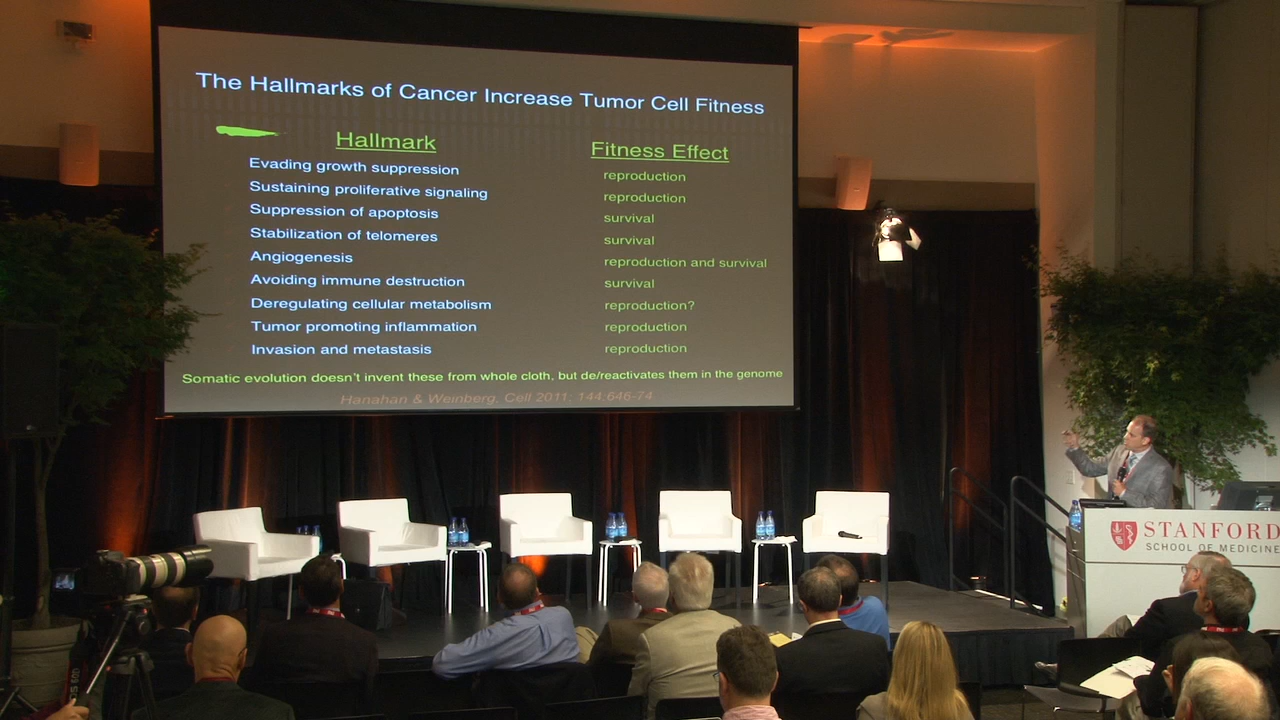 The Hallmarks of Cancer Increase Tumor Cell Fitness
Hallmark Fitness Effect
Evading growth suppression reproduction
Sustaining proliferative signaling reproduction
Suppression of apoptosis survival
Stabilization of telomeres survival
Angiogenesis reproduction and survival
Avoiding immune destruction survival
Deregulating cellular metabolism reproduction?
Tumor promoting inflammation reproduction
Invasion and metastasis reproduction
Somatic evolution doesn't invent these from whole cloth, but de/reactivates them in the genome
Hanahan & Weinberg, Cell 2011; 144:646-74
STANFORD
SCHOOL OF MEDICINE